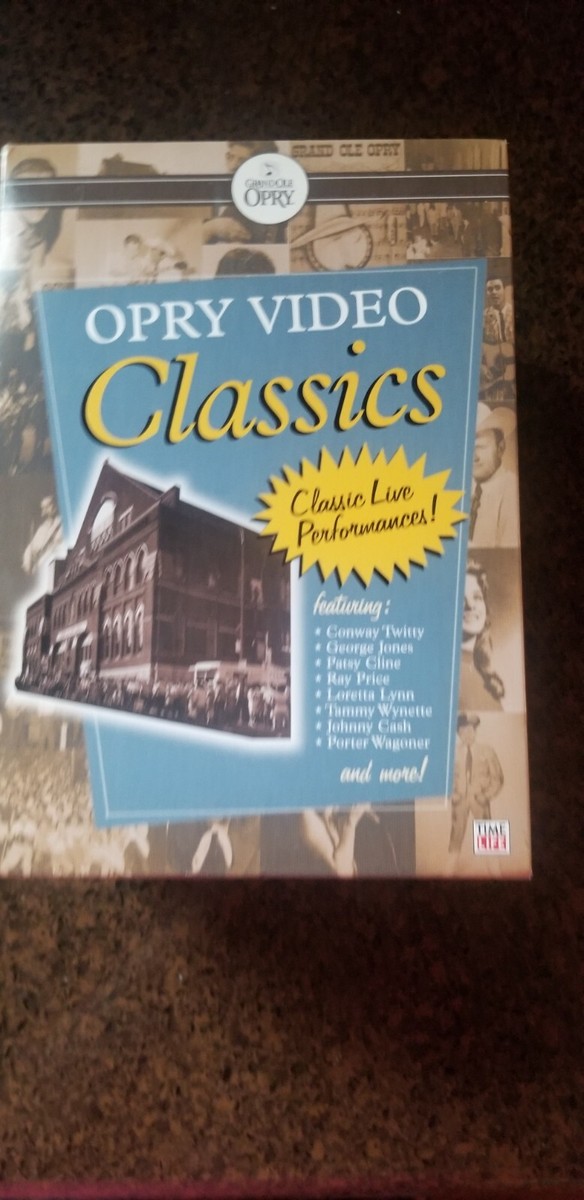 GRAND OLE OPRY
GRAND OLE
OPRY
OPRY VIDEO
Classics
Classic Live
Performances!
featuring:
• Conway Twitty
• George Jones
• Patsy Cline
• Ray Price
• Loretta Lynn
• Tammy Wynette
• Johnny Cash
• Porter Wagoner
and more!
TIME
LIFE